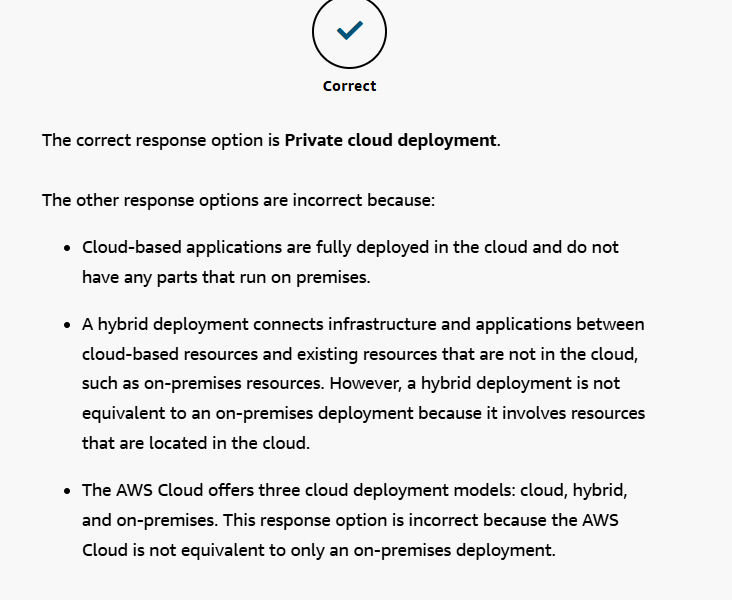 Correct
The correct response option is Private cloud deployment.
The other response options are incorrect because:
• Cloud-based applications are fully deployed in the cloud and do not
have any parts that run on premises.
• A hybrid deployment connects infrastructure and applications between
cloud-based resources and existing resources that are not in the cloud,
such as on-premises resources. However, a hybrid deployment is not
equivalent to an on-premises deployment because it involves resources
that are located in the cloud.
• The AWS Cloud offers three cloud deployment models: cloud, hybrid,
and on-premises. This response option is incorrect because the AWS
Cloud is not equivalent to only an on-premises deployment.